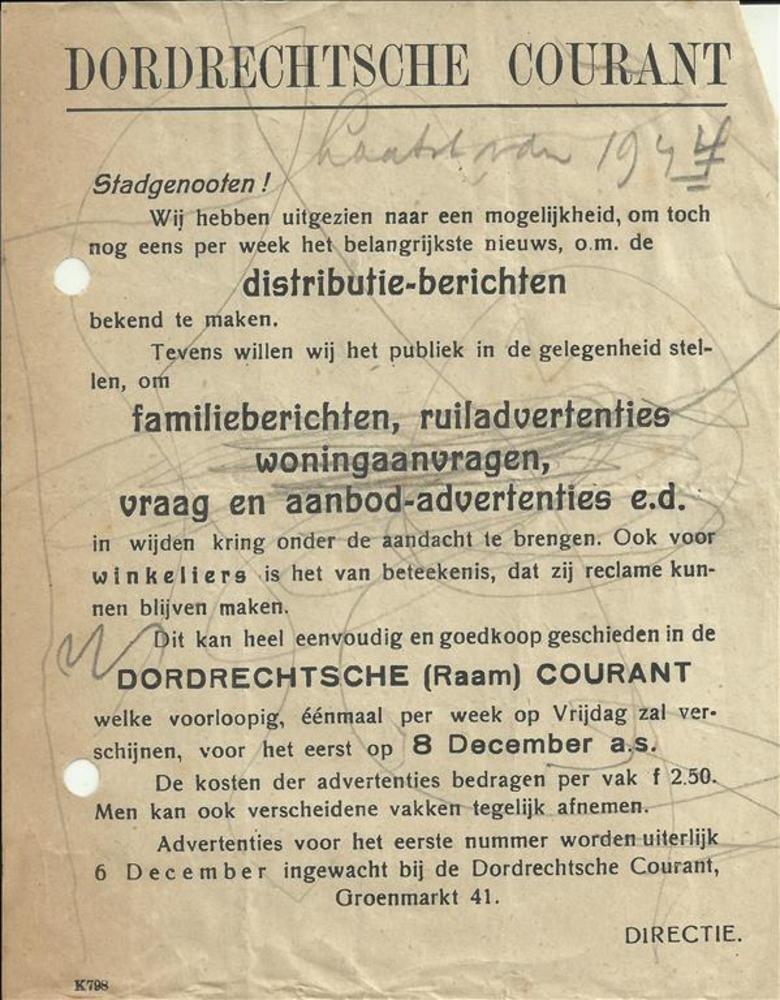 DORDRECHTSCHE COURANT
1944
Stadgenooten !
Wij hebben uitgezien naar een mogelijkheid, om toch
nog eens per week het belangrijkste nieuws, o.m. de
distributie-berichten
bekend te maken.
Tevens willen wij het publiek in de gelegenheid stel-
len, om
familieberichten, ruiladvertenties
woningaanvragen,
vraag en aanbod-advertenties e.d.
in wijden kring onder de aandacht te brengen. Ook voor
winkeliers is het van beteekenis, dat zij reclame kun-
nen blijven maken.
Dit kan heel eenvoudig en goedkoop geschieden in de
DORDRECHTSCHE (Raam) COURANT
welke voorloopig, éénmaal per week op Vrijdag zal ver-
schijnen, voor het eerst op 8 December a.s.
De kosten der advertenties bedragen per vak f 2.50.
Men kan ook verscheidene vakken tegelijk afnemen.
Advertenties voor het eerste nummer worden uiterlijk
6 December ingewacht bij de Dordrechtsche Courant,
Groenmarkt 41.
DIRECTIE.
K798